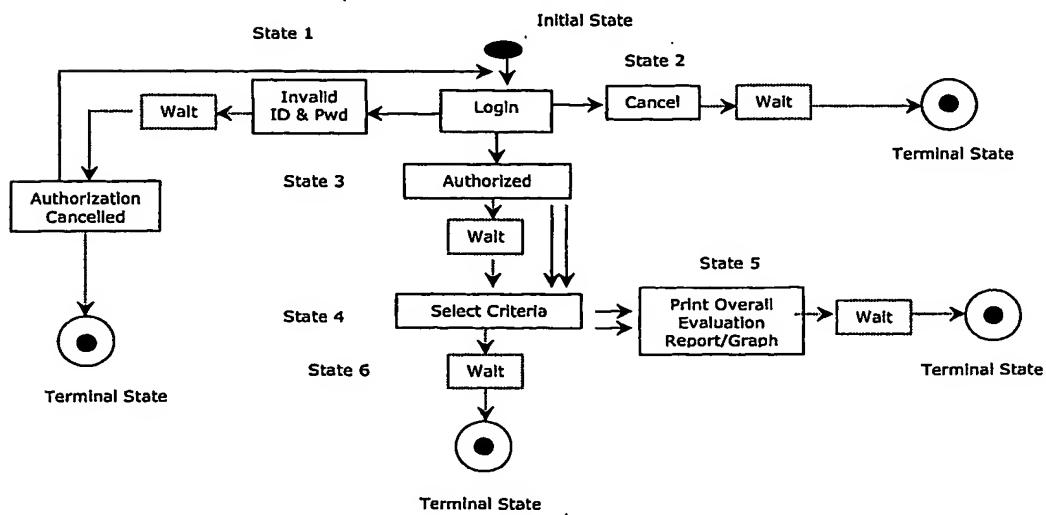 Initial State
State 1
State 2
Invalid
ID & Pwd
Wait
Login
Cancel
Wait
Terminal State
State 3
Authorized
Authorization
Cancelled
Wait
State 5
State 4
Select Criteria
Print Overall
Evaluation
Report/Graph
Wait
State 6
Wait
Terminal State
Terminal State
Terminal State